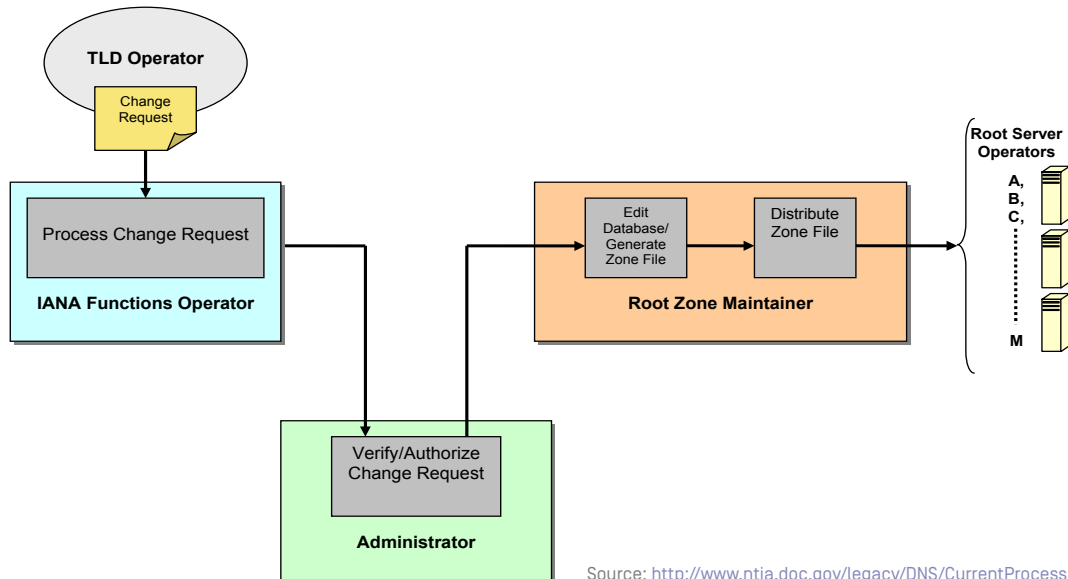 TLD Operator
Change
Request
Process Change Request
IANA Functions Operator
Verify/Authorize
Change Request
Administrator
Edit
Database/
Generate
Zone File
Distribute
Zone File
Root Zone Maintainer
Root Server
Operators
A,
B,
C,
M
Source: http://www.ntia.doc.gov/legacy/DNS/CurrentProcess